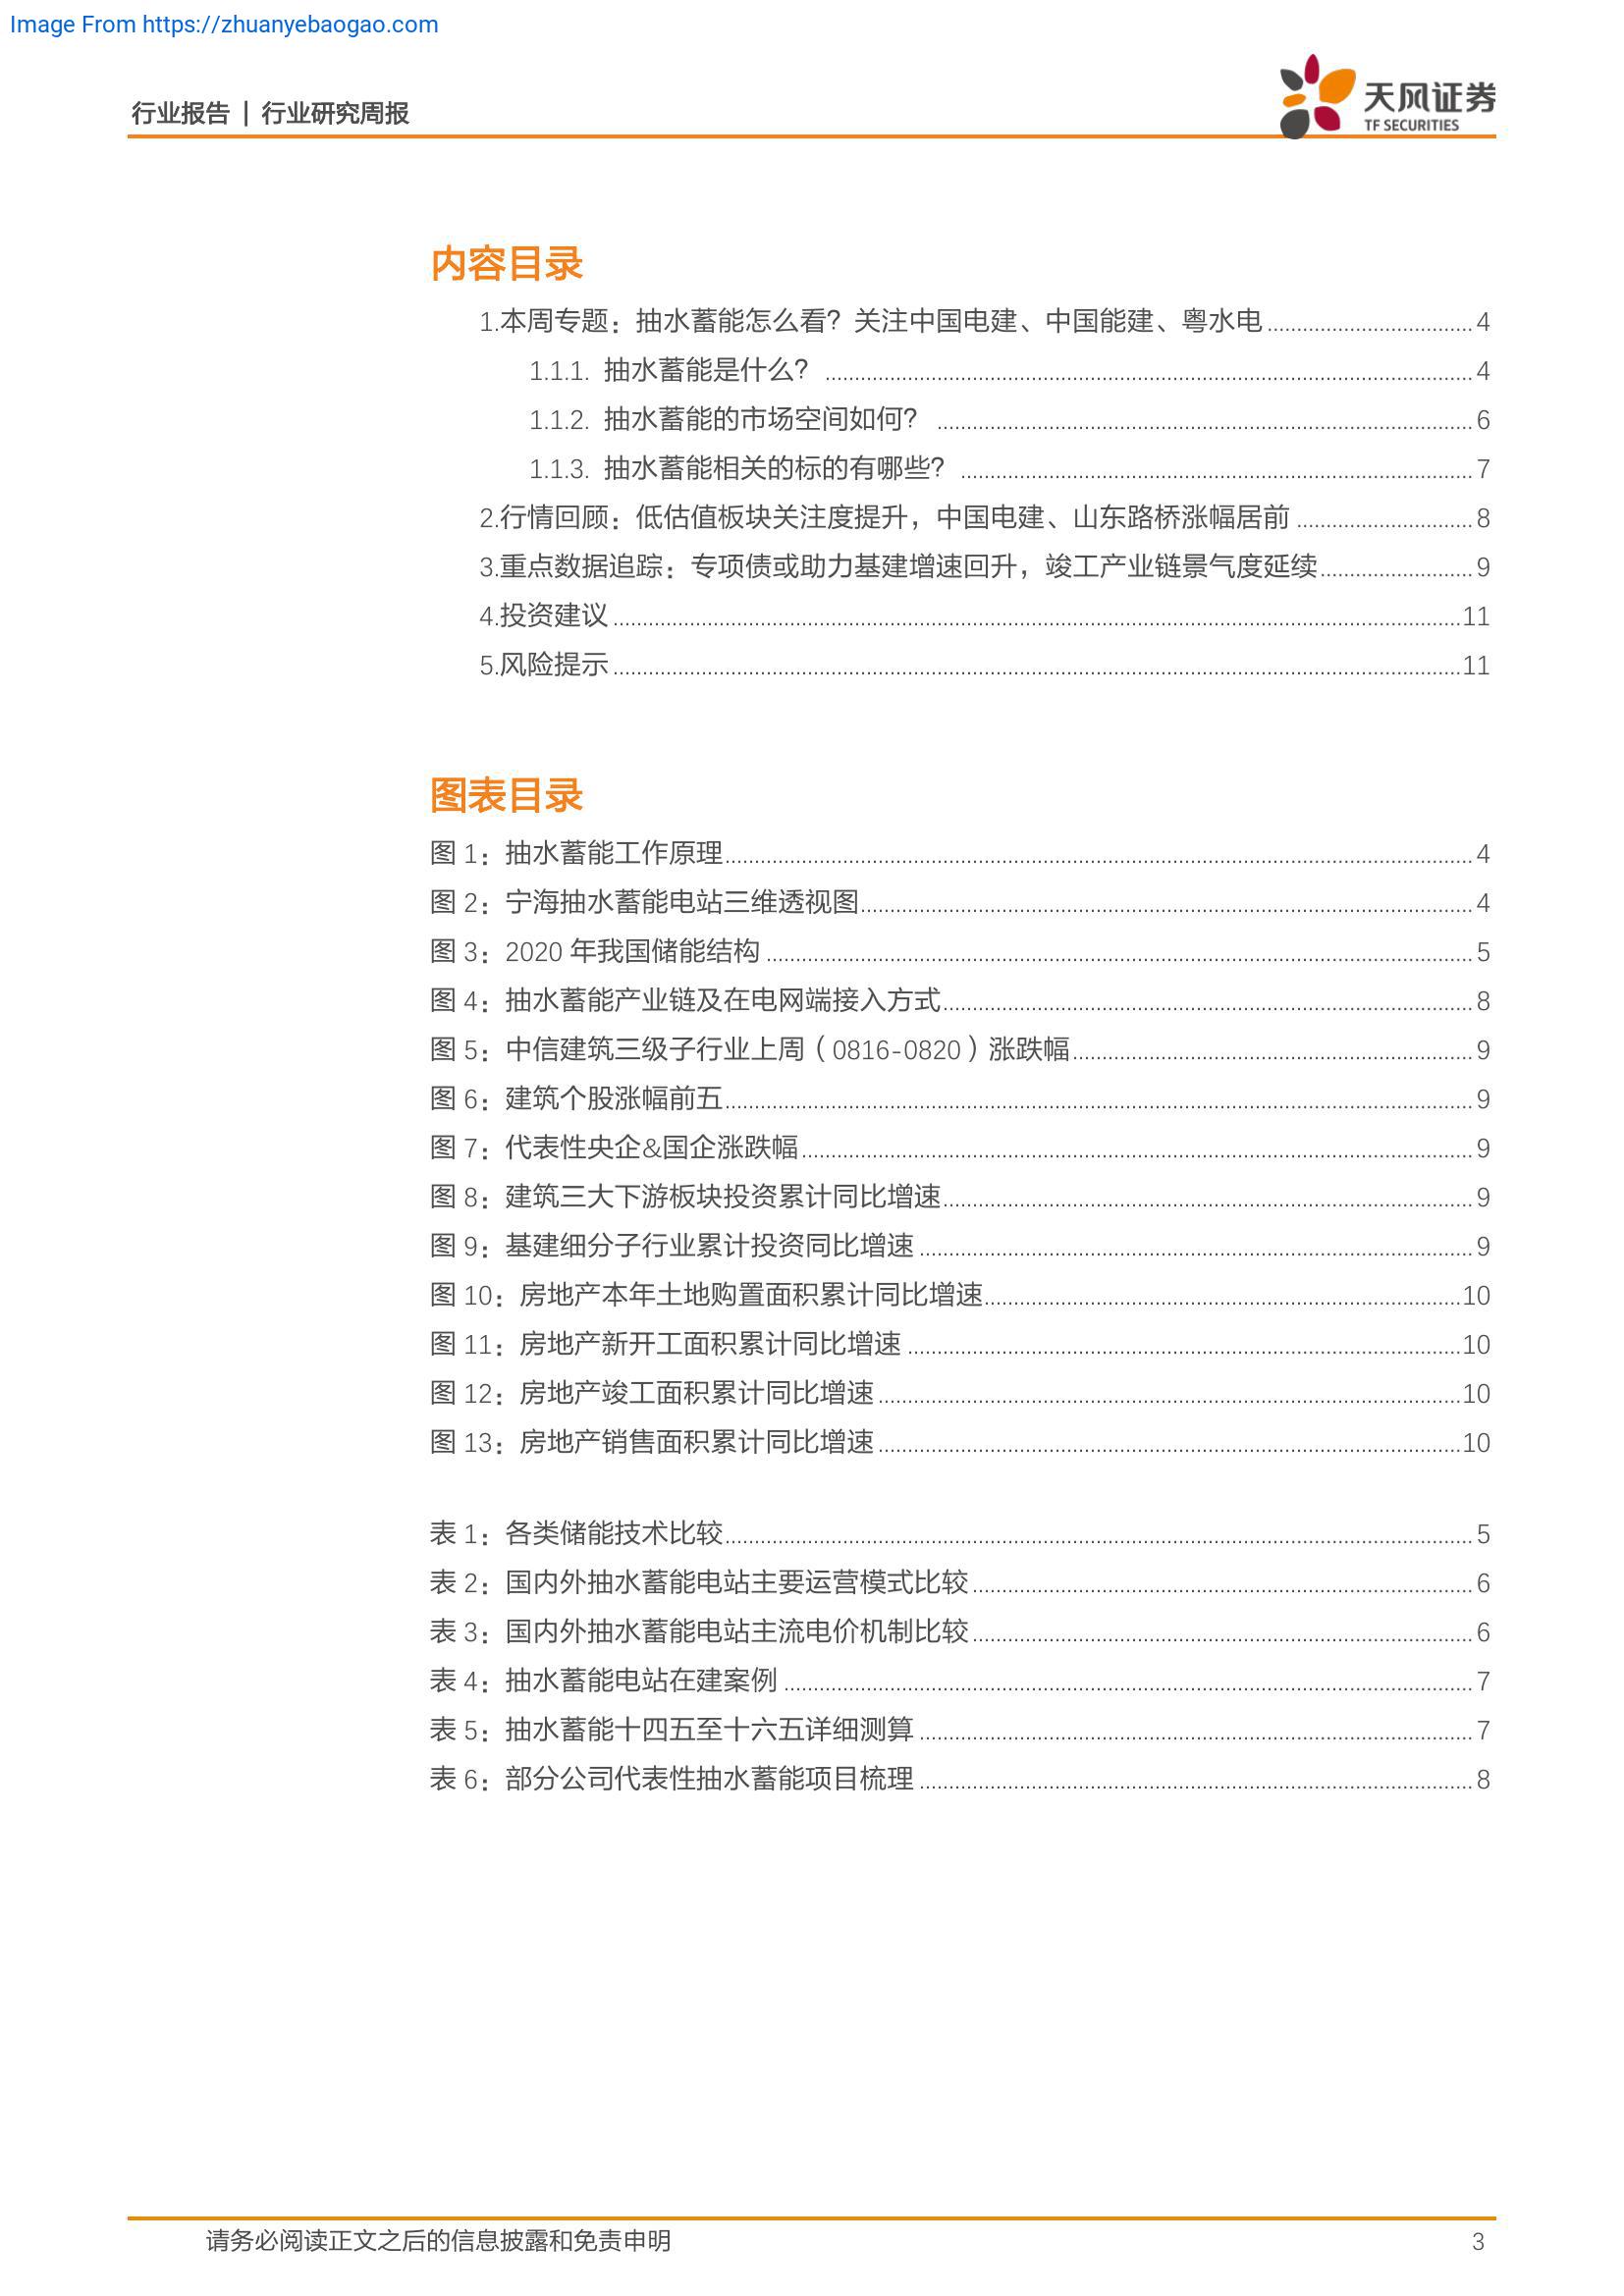 Image From https://zhuanyebaogao.com
行业报告 | 行业研究周报
天风证券
TF SECURITIES
内容目录
1.本周专题：抽水蓄能怎么看？关注中国电建、中国能建、粤水电 4
1.1.1. 抽水蓄能是什么？ 4
1.1.2. 抽水蓄能的市场空间如何？ 6
1.1.3. 抽水蓄能相关的标的有哪些？ 7
2.行情回顾：低估值板块关注度提升，中国电建、山东路桥涨幅居前 8
3.重点数据追踪：专项债或助力基建增速回升，竣工产业链景气度延续 9
4.投资建议 11
5.风险提示 11
图表目录
图 1：抽水蓄能工作原理 4
图 2：宁海抽水蓄能电站三维透视图 4
图 3：2020 年我国储能结构 5
图 4：抽水蓄能产业链及在电网端接入方式 8
图 5：中信建筑三级子行业上周（0816-0820）涨跌幅 9
图 6：建筑个股涨幅前五 9
图 7：代表性央企&国企涨跌幅 9
图 8：建筑三大下游板块投资累计同比增速 9
图 9：基建细分子行业累计投资同比增速 9
图 10：房地产本年土地购置面积累计同比增速 10
图 11：房地产新开工面积累计同比增速 10
图 12：房地产竣工面积累计同比增速 10
图 13：房地产销售面积累计同比增速 10
表 1：各类储能技术比较 5
表 2：国内外抽水蓄能电站主要运营模式比较 6
表 3：国内外抽水蓄能电站主流电价机制比较 6
表 4：抽水蓄能电站在建案例 7
表 5：抽水蓄能十四五至十六五详细测算 7
表 6：部分公司代表性抽水蓄能项目梳理 8
请务必阅读正文之后的信息披露和免责申明 3